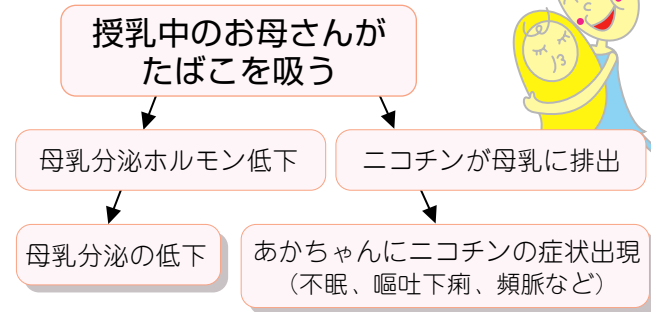 授乳中のお母さんが
たばこを吸う
母乳分泌ホルモン低下
ニコチンが母乳に排出
母乳分泌の低下
あかちゃんにニコチンの症状出現
（不眠、嘔吐下痢、頻脈など）